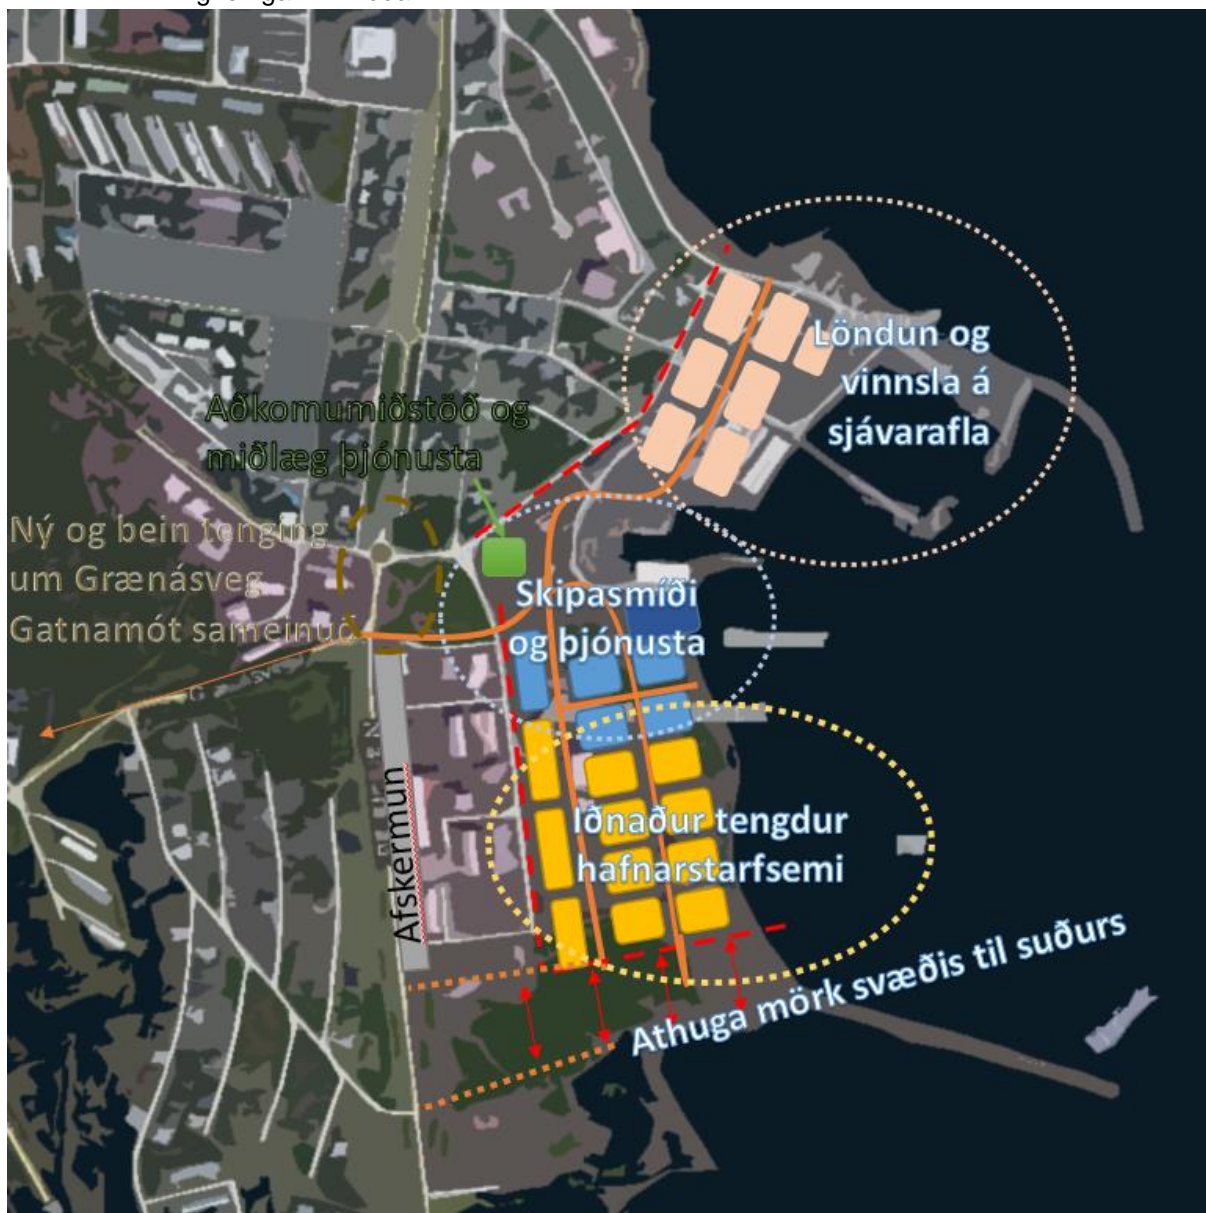 Löndun og
vinnsla á
sjávarafla
Aðkomumiðstöð og
miðlæg þjónusta
Ný og bein tenging
um Grænásveg
Gatnamót sameinuð
Skipasmíði
og þjónusta
Iðnaður tengdur
hafnarstarfsemi
Afskermun
Athuga mörk svæðis til suðurs